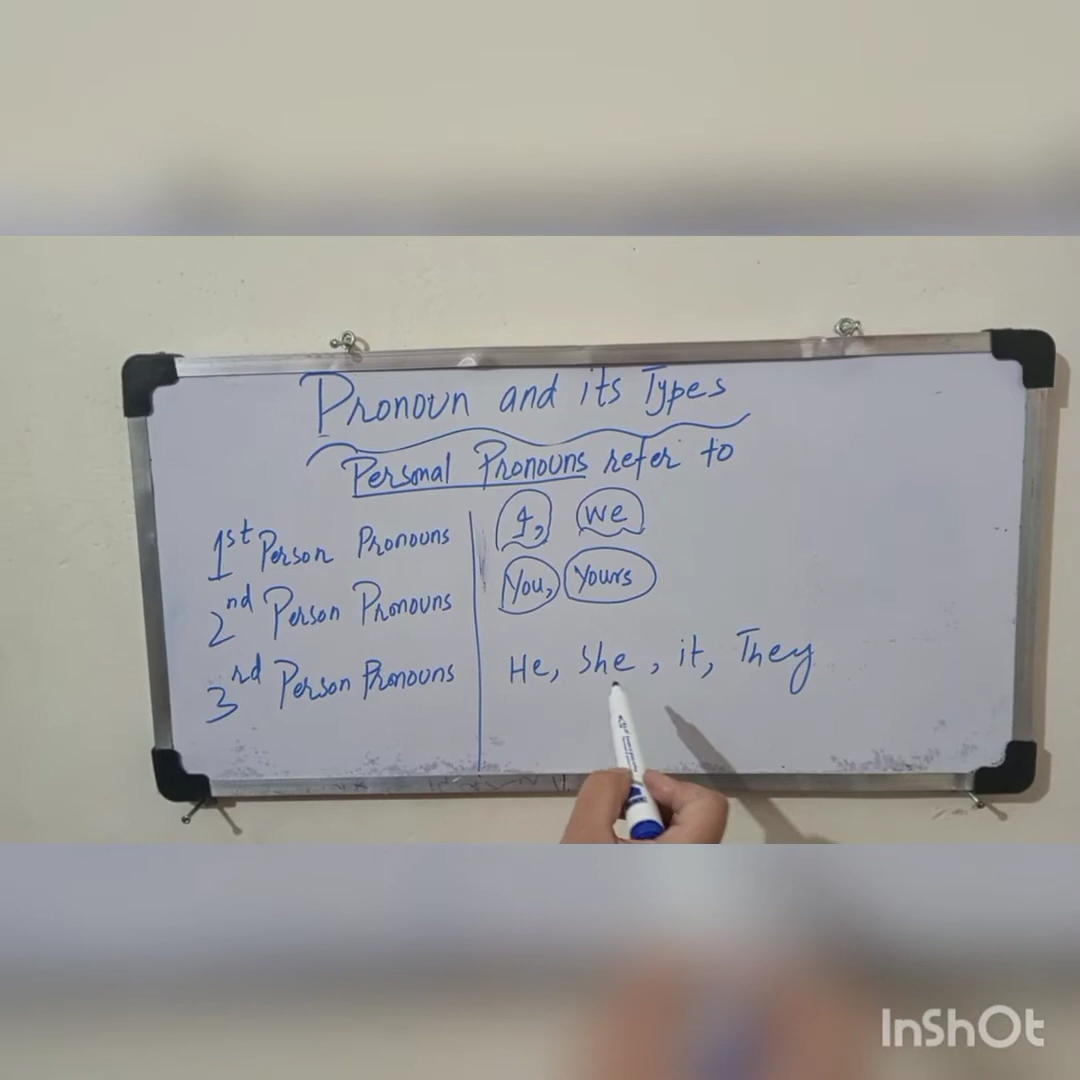 Pronoun and its Types
Personal Pronouns refer to
1st Person Pronouns I, We
2nd Person Pronouns You, Yours
3rd Person Pronouns He, She, it, They
InShOt